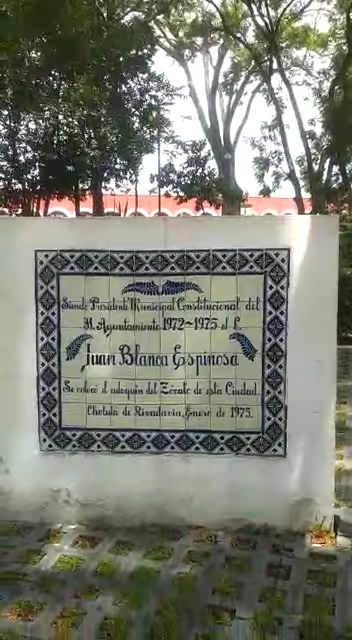 Siendo Presidente Municipal Constitucional del
H. Ayuntamiento 1972~1975 el C.
Juan Blanca Espinosa
Se colocó el adoquín del Zócalo de esta Ciudad.
Cholula de Rivadavia, Enero de 1975.